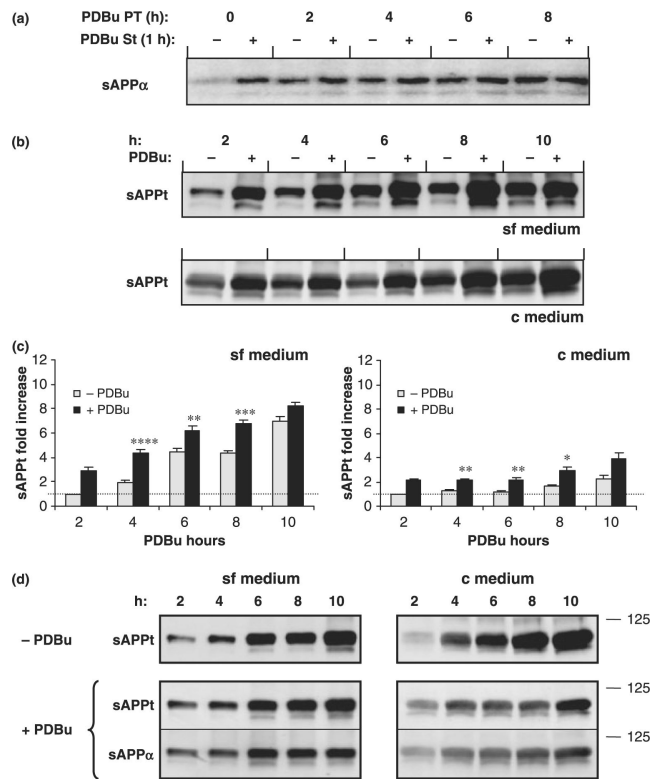 (a) PDBu PT (h): 0 2 4 6 8
PDBu St (1 h): – + – + – + – + – +
sAPPα
(b) h: 2 4 6 8 10
PDBu: – + – + – + – + – +
sAPPt
sf medium
sAPPt
c medium
(c) sf medium
sAPPt fold increase
12
10
8
6
4
2
0
– PDBu
+ PDBu
****
**
***
2 4 6 8 10
PDBu hours
c medium
sAPPt fold increase
12
10
8
6
4
2
0
– PDBu
+ PDBu
**
**
*
2 4 6 8 10
PDBu hours
(d) sf medium c medium
h: 2 4 6 8 10 2 4 6 8 10
– PDBu sAPPt — 125
+ PDBu
sAPPt — 125
sAPPα — 125